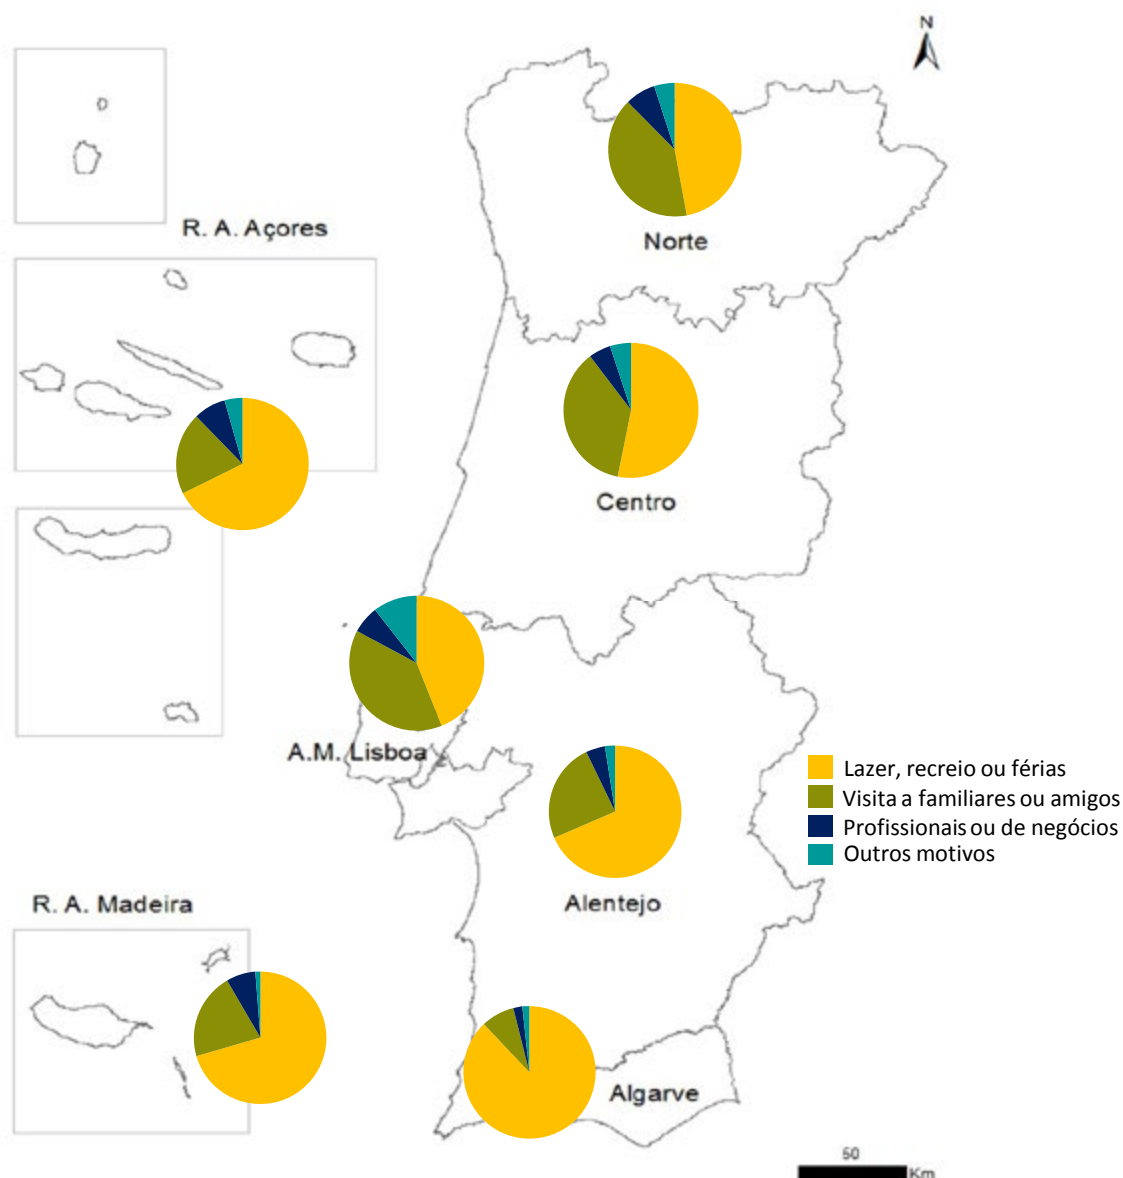 N
R. A. Açores
Norte
Centro
A.M. Lisboa
Lazer, recreio ou férias
Visita a familiares ou amigos
Profissionais ou de negócios
Outros motivos
Alentejo
R. A. Madeira
Algarve
50
Km